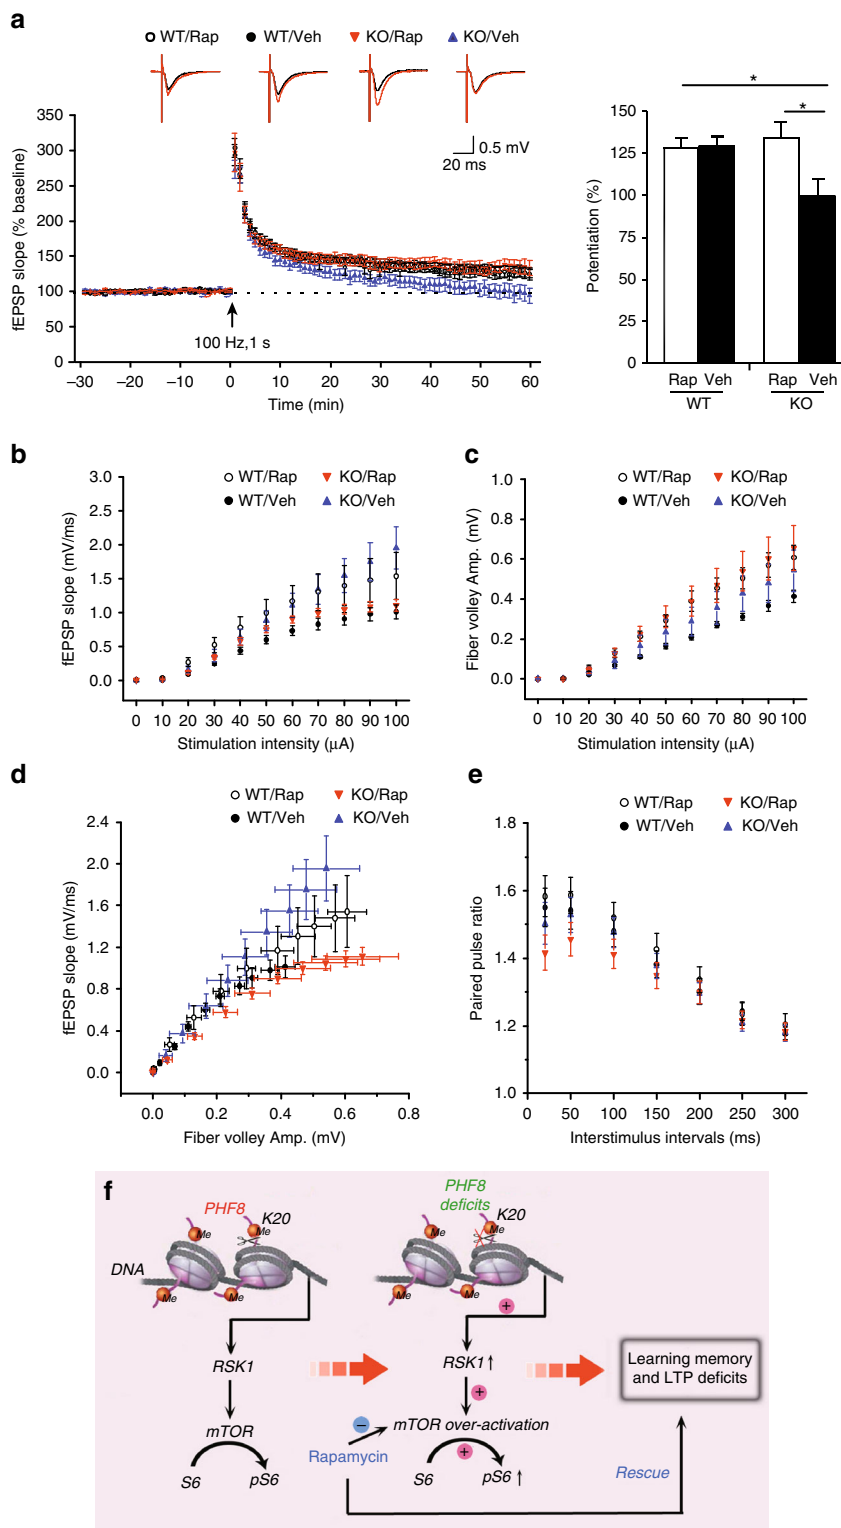 a
WT/Rap WT/Veh KO/Rap KO/Veh
0.5 mV
20 ms
350
300
250
200
150
100
50
0
fEPSP slope (% baseline)
100 Hz,1 s
−30 −20 −10 0 10 20 30 40 50 60
Time (min)
* *
150
125
100
75
50
25
0
Potentiation (%)
Rap Veh Rap Veh
WT KO
b
WT/Rap KO/Rap
WT/Veh KO/Veh
3.0
2.5
2.0
1.5
1.0
0.5
0.0
fEPSP slope (mV/ms)
0 10 20 30 40 50 60 70 80 90 100
Stimulation intensity (μA)
c
WT/Rap KO/Rap
WT/Veh KO/Veh
1.0
0.8
0.6
0.4
0.2
0.0
Fiber volley Amp. (mV)
0 10 20 30 40 50 60 70 80 90 100
Stimulation intensity (μA)
d
WT/Rap KO/Rap
WT/Veh KO/Veh
2.4
2.0
1.6
1.2
0.8
0.4
0.0
fEPSP slope (mV/ms)
0.0 0.2 0.4 0.6 0.8
Fiber volley Amp. (mV)
e
WT/Rap KO/Rap
WT/Veh KO/Veh
1.8
1.6
1.4
1.2
1.0
Paired pulse ratio
0 50 100 150 200 250 300
Interstimulus intervals (ms)
f
PHF8
K20
Me
DNA
Me Me
RSK1
mTOR
S6 pS6
PHF8
deficits
K20
Me Me
Me Me
+
RSK1↑
+
mTOR over-activation
−
Rapamycin
+
S6 pS6↑
Learning memory
and LTP deficits
Rescue